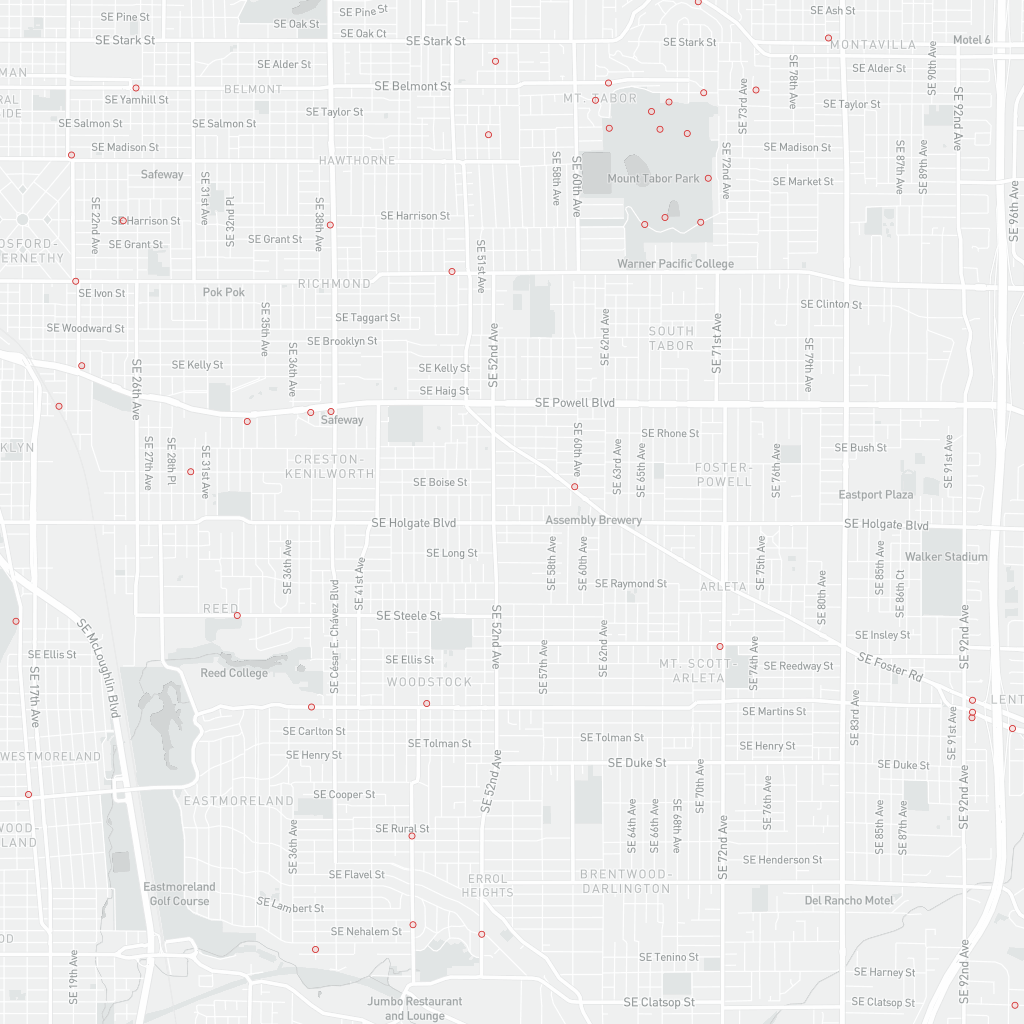 SE Pine St
SE Pine St
SE Ash St
SE Oak St
SE Oak Ct
SE Stark St
SE Stark St
SE Stark St
Motel 6
MONTAVILLA
SE Alder St
SE Alder St
MAN
BELMONT
SE Belmont St
SE 78th Ave
SE 90th Ave
SE Yamhill St
RAL
IDE
SE Taylor St
MT. TABOR
SE 73rd Ave
SE Taylor St
SE 92nd Ave
SE Salmon St
SE Salmon St
SE Madison St
SE Madison St
HAWTHORNE
SE 58th Ave
SE 60th Ave
SE 72nd Ave
SE 87th Ave
SE 89th Ave
Safeway
Mount Tabor Park
SE Market St
SE 22nd Ave
SE 31st Ave
SE 32nd Pl
SE 38th Ave
SE 96th Ave
SE Harrison St
SE Harrison St
OSFORD-
ERNETHY
SE Grant St
SE Grant St
SE 51st Ave
Warner Pacific College
SE Ivon St
Pok Pok
RICHMOND
SE Clinton St
SE Woodward St
SE 35th Ave
SE Taggart St
SE 52nd Ave
SE 62nd Ave
SOUTH
TABOR
SE 71st Ave
SE Brooklyn St
SE 36th Ave
SE 79th Ave
SE Kelly St
SE Kelly St
SE 26th Ave
SE Haig St
SE Powell Blvd
Safeway
KLYN
SE 27th Ave
SE 28th Pl
SE 31st Ave
CRESTON-
KENILWORTH
SE 60th Ave
SE 63rd Ave
SE 65th Ave
SE Rhone St
SE 76th Ave
SE Bush St
SE 91st Ave
FOSTER-
POWELL
SE Boise St
Eastport Plaza
SE Holgate Blvd
Assembly Brewery
SE Holgate Blvd
SE Long St
SE 36th Ave
SE 41st Ave
SE 58th Ave
SE 60th Ave
SE 75th Ave
SE 85th Ave
SE 86th Ct
Walker Stadium
SE Raymond St
ARLETA
SE 80th Ave
REED
SE César E. Chávez Blvd
SE Steele St
SE 52nd Ave
SE 62nd Ave
SE 92nd Ave
SE Insley St
SE McLoughlin Blvd
SE Ellis St
SE Ellis St
SE 17th Ave
Reed College
SE 57th Ave
MT. SCOTT-
ARLETA
SE 74th Ave
SE Reedway St
SE Foster Rd
WOODSTOCK
LENT
SE Martins St
SE 83rd Ave
SE 91st Ave
SE Carlton St
WESTMORELAND
SE Henry St
SE Tolman St
SE Tolman St
SE Henry St
SE 52nd Ave
SE Duke St
SE Duke St
SE 70th Ave
SE 76th Ave
SE 92nd Ave
EASTMORELAND
SE Cooper St
SE 64th Ave
SE 66th Ave
SE 68th Ave
SE 85th Ave
SE 87th Ave
WOOD-
LAND
SE 36th Ave
SE Rural St
SE 72nd Ave
SE Henderson St
SE Flavel St
ERROL
HEIGHTS
BRENTWOOD-
DARLINGTON
Eastmoreland
Golf Course
SE Lambert St
Del Rancho Motel
SE Nehalem St
OD
SE 19th Ave
SE Tenino St
SE 92nd Ave
SE Harney St
Jumbo Restaurant
and Lounge
SE Clatsop St
SE Clatsop St